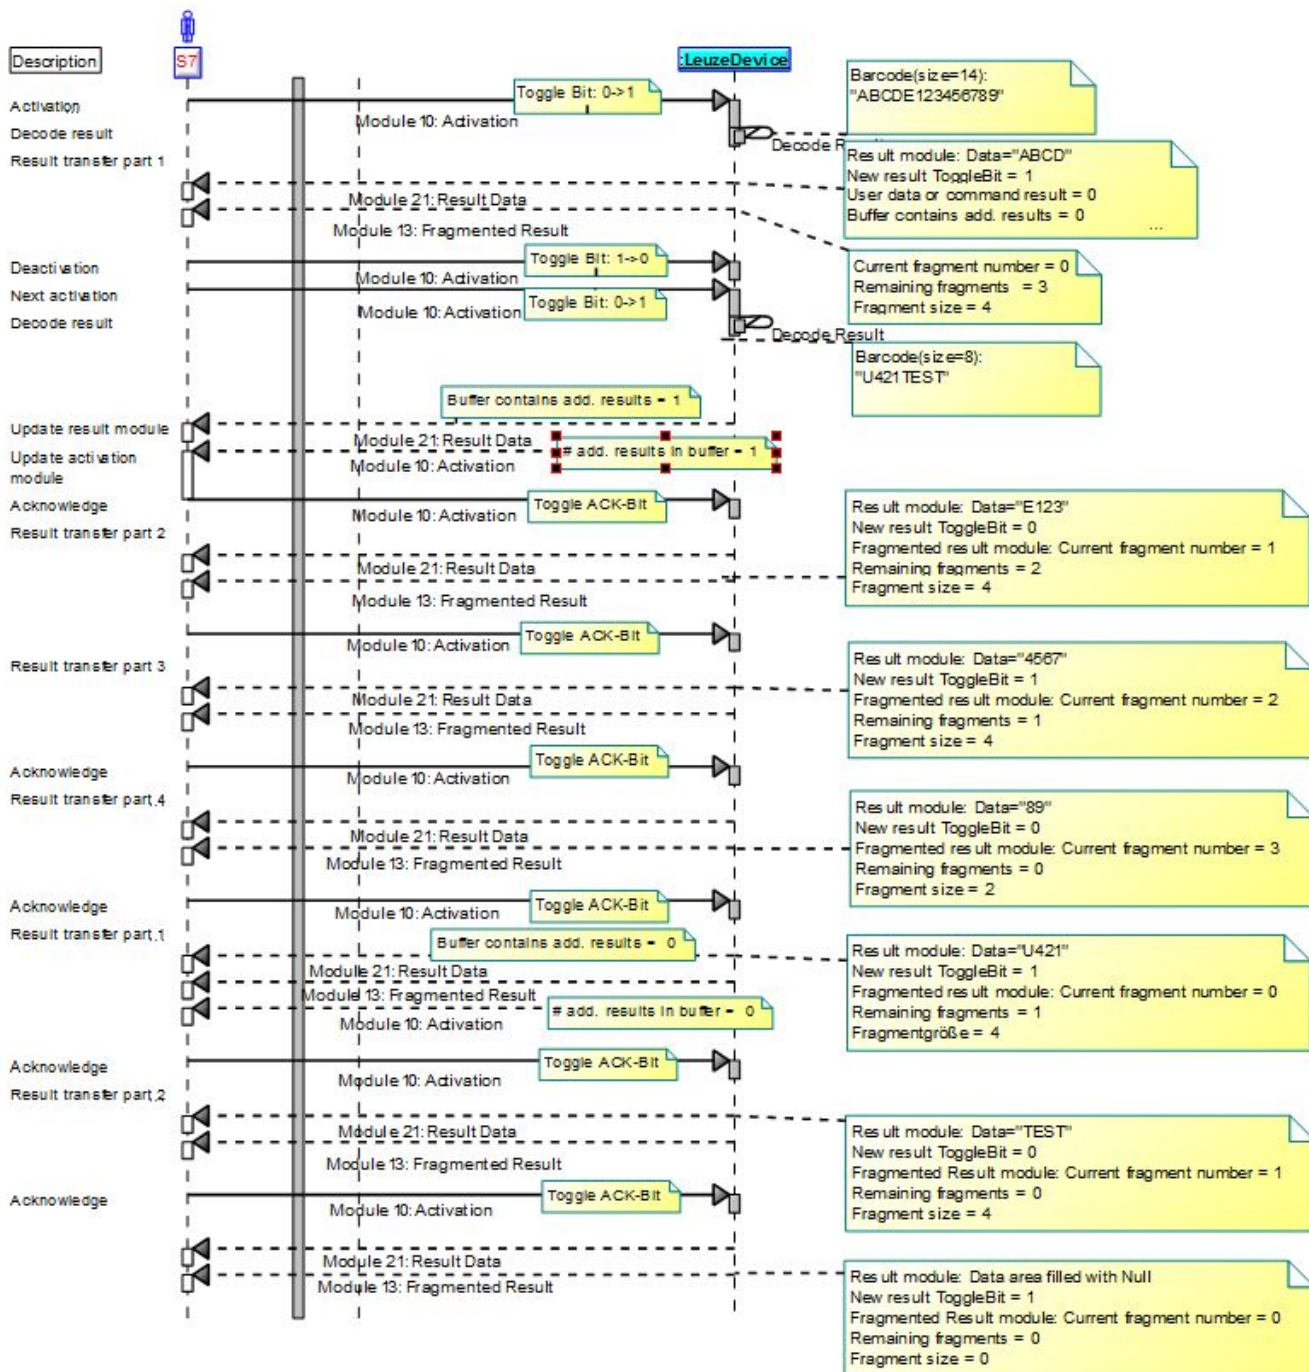 Description
S7
:LeuzeDevice
Barcode(size=14):
"ABCDE123456789"
Activation
Toggle Bit: 0->1
Module 10: Activation
Decode result
Decode R
Result transfer part 1
Result module: Data="ABCD"
New result ToggleBit = 1
User data or command result = 0
Buffer contains add. results = 0
...
Module 21: Result Data
Module 13: Fragmented Result
Deactivation
Toggle Bit: 1->0
Module 10: Activation
Current fragment number = 0
Remaining fragments = 3
Fragment size = 4
Next activation
Toggle Bit: 0->1
Module 10: Activation
Decode result
Decode Result
Barcode(size=8):
"U421TEST"
Buffer contains add. results = 1
Update result module
Module 21: Result Data
Update activation
module
# add. results in buffer = 1
Module 10: Activation
Acknowledge
Toggle ACK-Bit
Module 10: Activation
Result transfer part 2
Result module: Data="E123"
New result ToggleBit = 0
Fragmented result module: Current fragment number = 1
Remaining fragments = 2
Fragment size = 4
Module 21: Result Data
Module 13: Fragmented Result
Toggle ACK-Bit
Module 10: Activation
Result transfer part 3
Result module: Data="4567"
New result ToggleBit = 1
Fragmented result module: Current fragment number = 2
Remaining fragments = 1
Fragment size = 4
Module 21: Result Data
Module 13: Fragmented Result
Acknowledge
Toggle ACK-Bit
Module 10: Activation
Result transfer part.4
Result module: Data="89"
New result ToggleBit = 0
Fragmented result module: Current fragment number = 3
Remaining fragments = 0
Fragment size = 2
Module 21: Result Data
Module 13: Fragmented Result
Acknowledge
Toggle ACK-Bit
Module 10: Activation
Result transfer part.1
Buffer contains add. results = 0
Result module: Data="U421"
New result ToggleBit = 1
Fragmented result module: Current fragment number = 0
Remaining fragments = 1
Fragmentgröße = 4
Module 21: Result Data
Module 13: Fragmented Result
# add. results in buffer = 0
Module 10: Activation
Acknowledge
Toggle ACK-Bit
Module 10: Activation
Result transfer part.2
Result module: Data="TEST"
New result ToggleBit = 0
Fragmented Result module: Current fragment number = 1
Remaining fragments = 0
Fragment size = 4
Module 21: Result Data
Module 13: Fragmented Result
Acknowledge
Toggle ACK-Bit
Module 10: Activation
Module 21: Result Data
Module 13: Fragmented Result
Result module: Data area filled with Null
New result ToggleBit = 1
Fragmented Result module: Current fragment number = 0
Remaining fragments = 0
Fragment size = 0